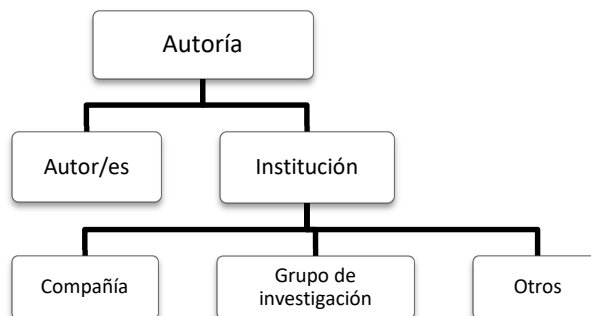 Autoría
Autor/es
Institución
Compañía
Grupo de
investigación
Otros